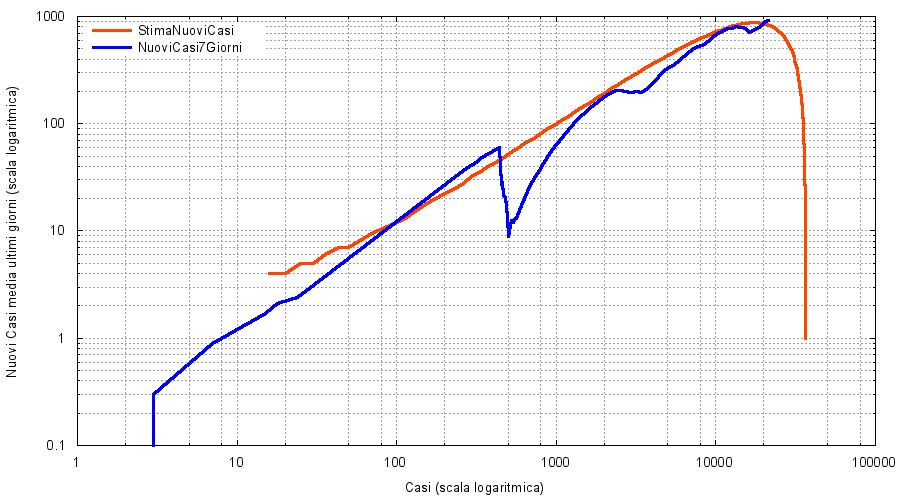 1000
StimaNuoviCasi
NuoviCasi7Giorni
100
10
1
0.1
Nuovi Casi media ultimi giorni (scala logaritmica)
1 10 100 1000 10000 100000
Casi (scala logaritmica)